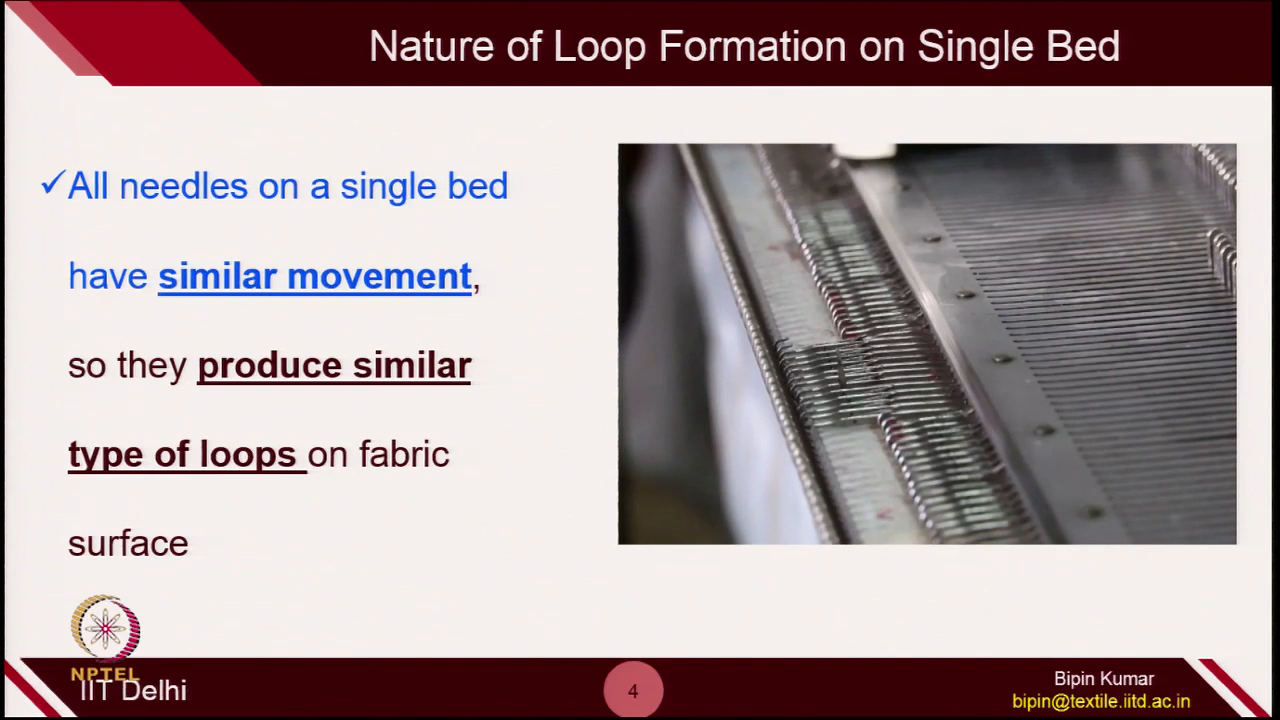 Nature of Loop Formation on Single Bed
✓All needles on a single bed
have similar movement,
so they produce similar
type of loops on fabric
surface
NPTEL
IIT Delhi
4
Bipin Kumar
bipin@textile.iitd.ac.in